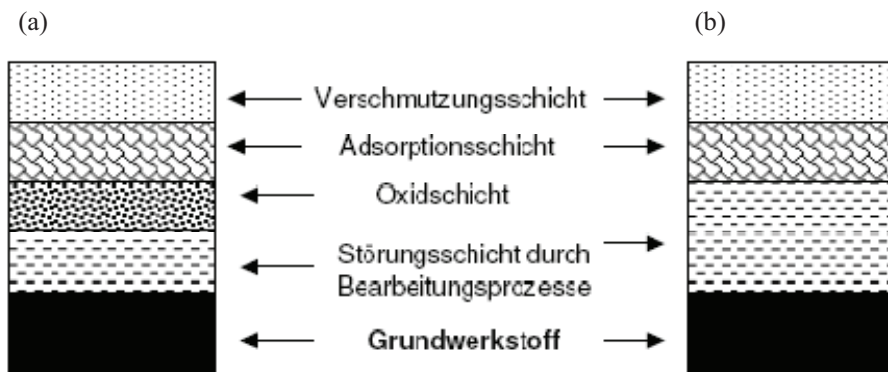 (a) (b)
Verschmutzungsschicht
Adsorptionsschicht
Oxidschicht
Störungsschicht durch
Bearbeitungsprozesse
Grundwerkstoff